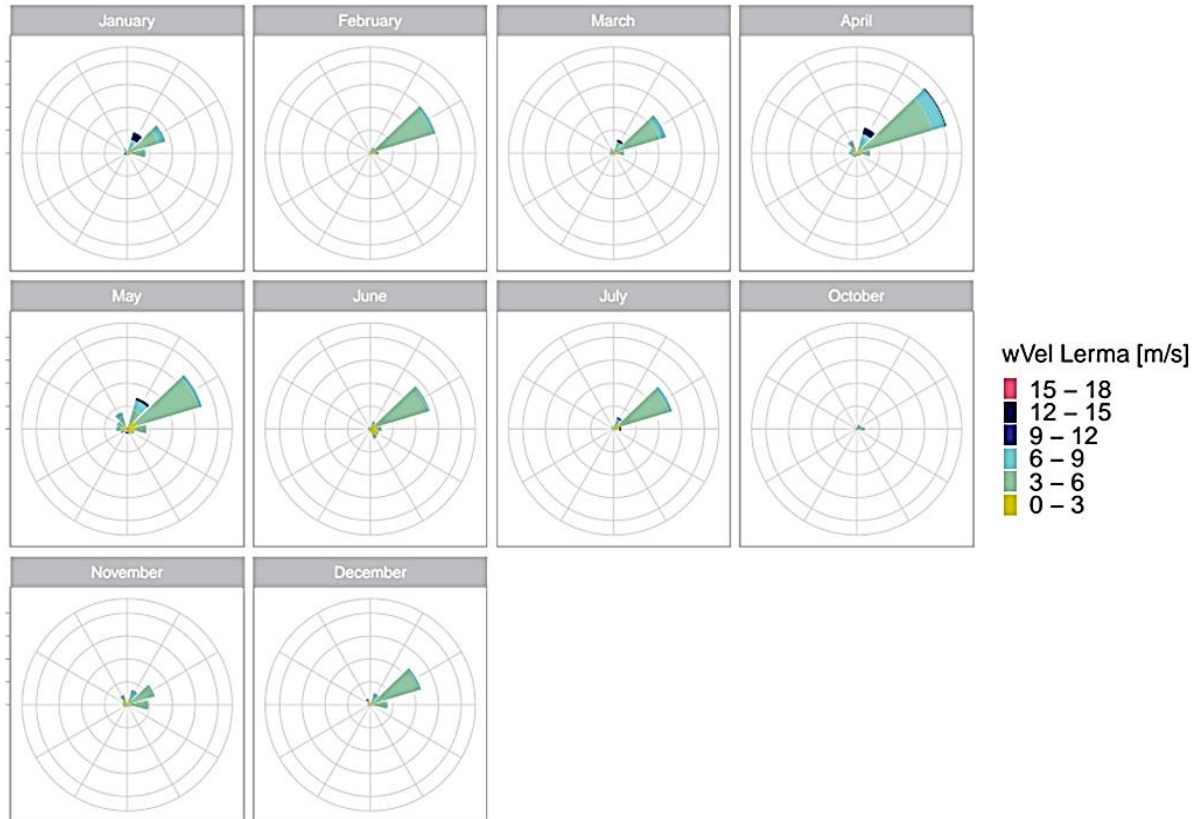 January
February
March
April
May
June
July
October
November
December
wVel Lerma [m/s]
15 – 18
12 – 15
9 – 12
6 – 9
3 – 6
0 – 3